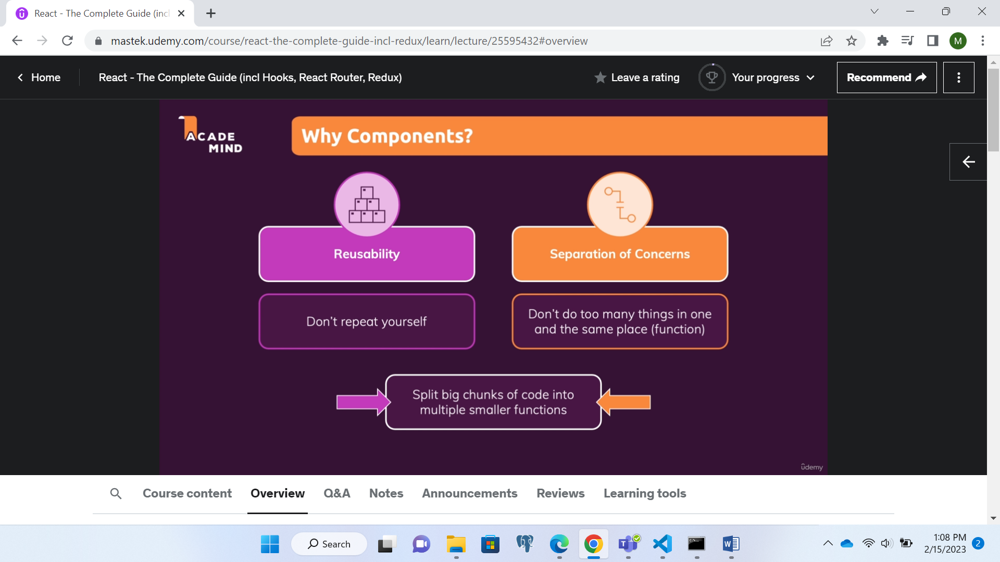 React - The Complete Guide (incl
mastek.udemy.com/course/react-the-complete-guide-incl-redux/learn/lecture/25595432#overview
M
Home
React - The Complete Guide (incl Hooks, React Router, Redux)
Leave a rating
Your progress
Recommend
ACADE
MIND
Why Components?
Reusability
Separation of Concerns
Don't repeat yourself
Don't do too many things in one
and the same place (function)
Split big chunks of code into
multiple smaller functions
ûdemy
Course content
Overview
Q&A
Notes
Announcements
Reviews
Learning tools
Search
1:08 PM
2/15/2023
2